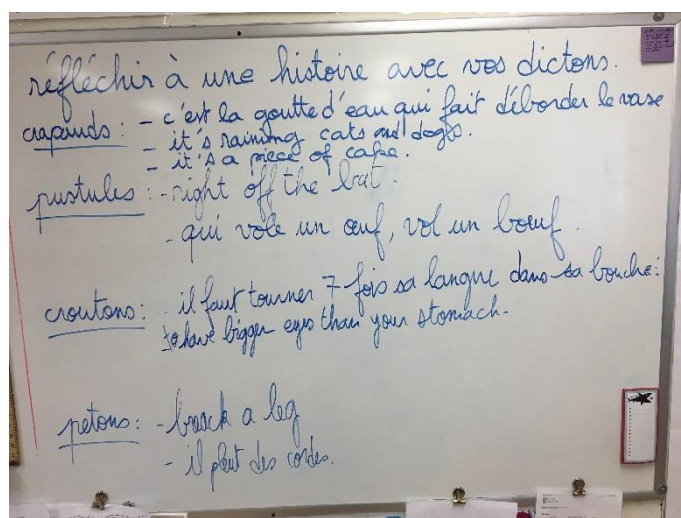 réfléchir à une histoire avec vos dictons.
crapauds : - c'est la goutte d'eau qui fait déborder le vase
- it's raining cats and dogs.
- it's a piece of cake.
pustules : - right off the bat.
- qui vole un œuf, vol un bœuf.
croutons : - il faut tourner 7 fois sa langue dans sa bouche.
to have bigger eyes than your stomach.
petons : - break a leg
- il pleut des cordes.